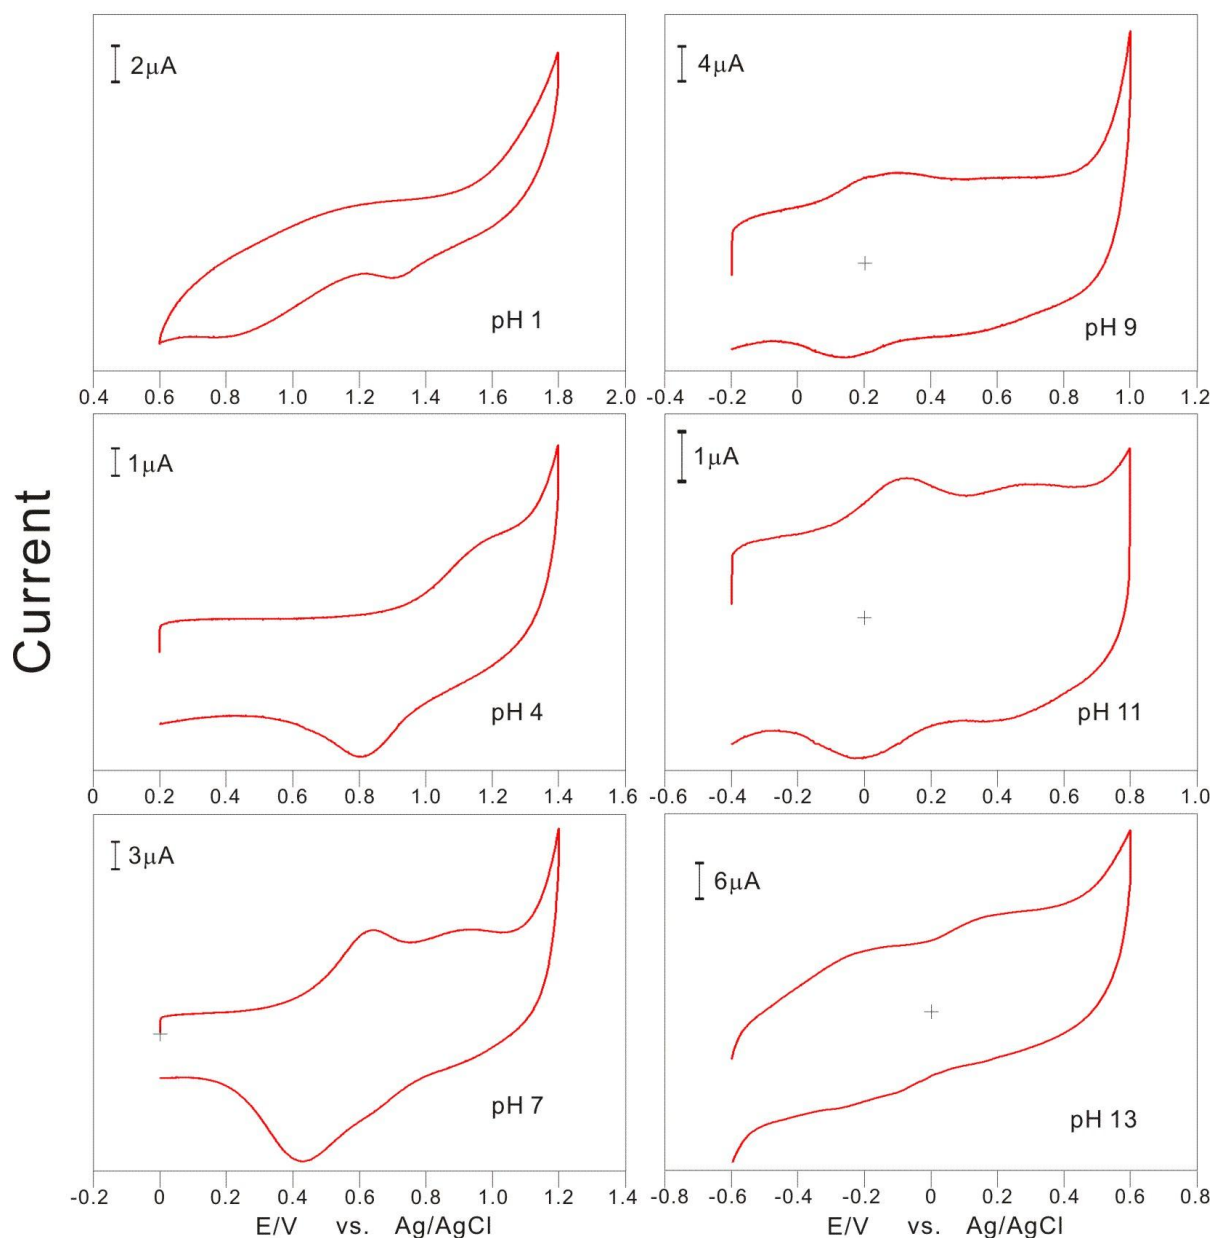 Current
2μA
pH 1
0.4 0.6 0.8 1.0 1.2 1.4 1.6 1.8 2.0
4μA
pH 9
-0.4 -0.2 0 0.2 0.4 0.6 0.8 1.0 1.2
1μA
pH 4
0 0.2 0.4 0.6 0.8 1.0 1.2 1.4 1.6
1μA
pH 11
-0.6 -0.4 -0.2 0 0.2 0.4 0.6 0.8 1.0
3μA
pH 7
-0.2 0 0.2 0.4 0.6 0.8 1.0 1.2 1.4
E/V vs. Ag/AgCl
6μA
pH 13
-0.8 -0.6 -0.4 -0.2 0 0.2 0.4 0.6 0.8
E/V vs. Ag/AgCl